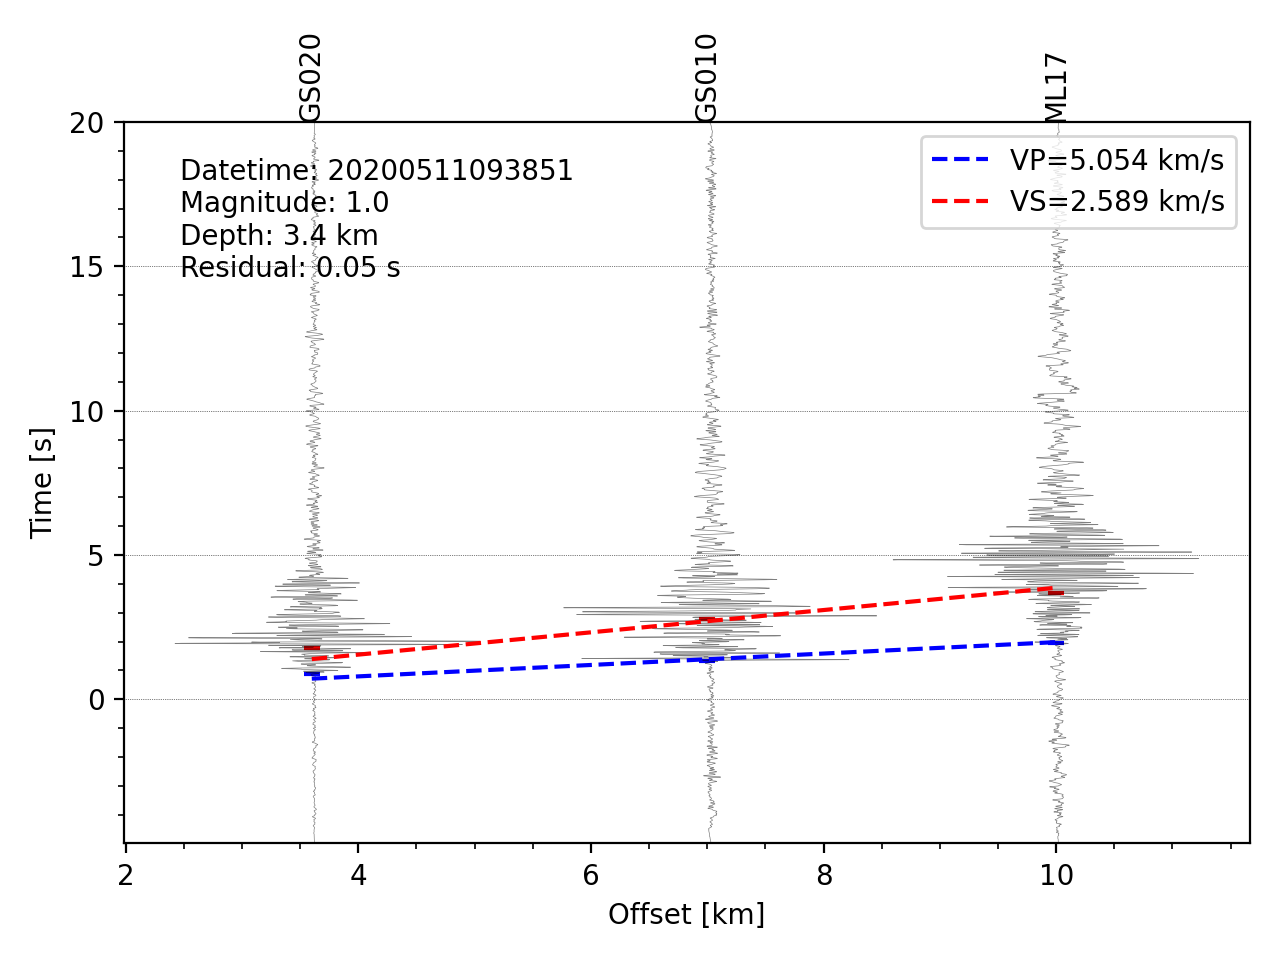 GS020
GS010
ML17
Datetime: 20200511093851
Magnitude: 1.0
Depth: 3.4 km
Residual: 0.05 s
VP=5.054 km/s
VS=2.589 km/s
20
15
10
5
0
Time [s]
2
4
6
8
10
Offset [km]